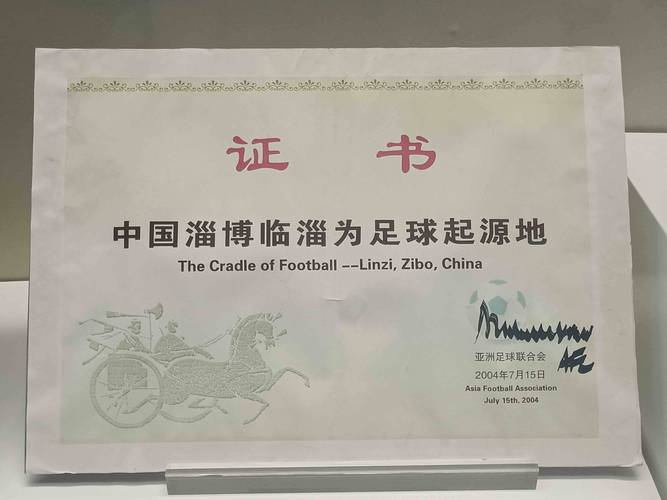 证 书
中国淄博临淄为足球起源地
The Cradle of Football --Linzi, Zibo, China
亚洲足球联合会
2004年7月15日
Asia Football Association
July 15th, 2004